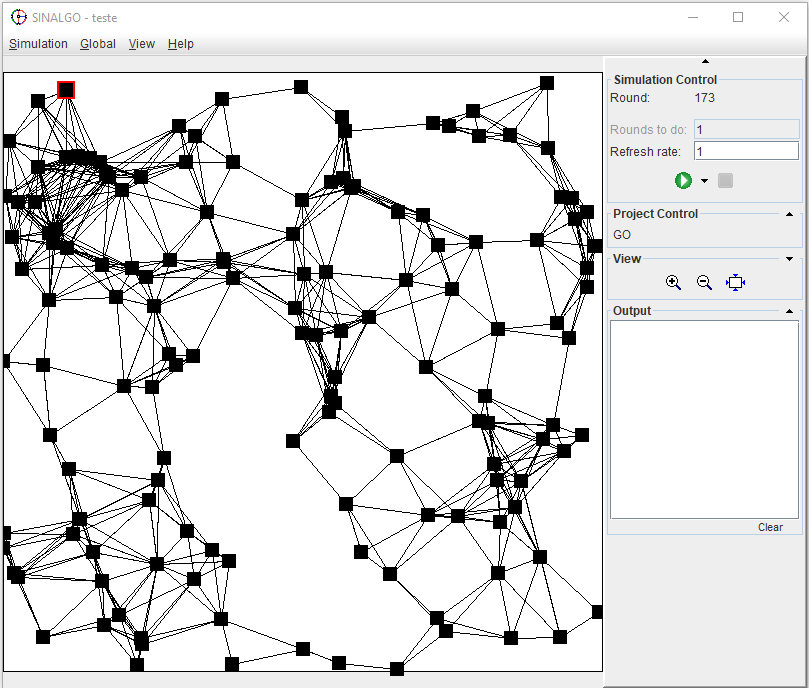 SINALGO - teste
Simulation Global View Help
Simulation Control
Round: 173
Rounds to do: 1
Refresh rate: 1
Project Control
GO
View
Output
Clear